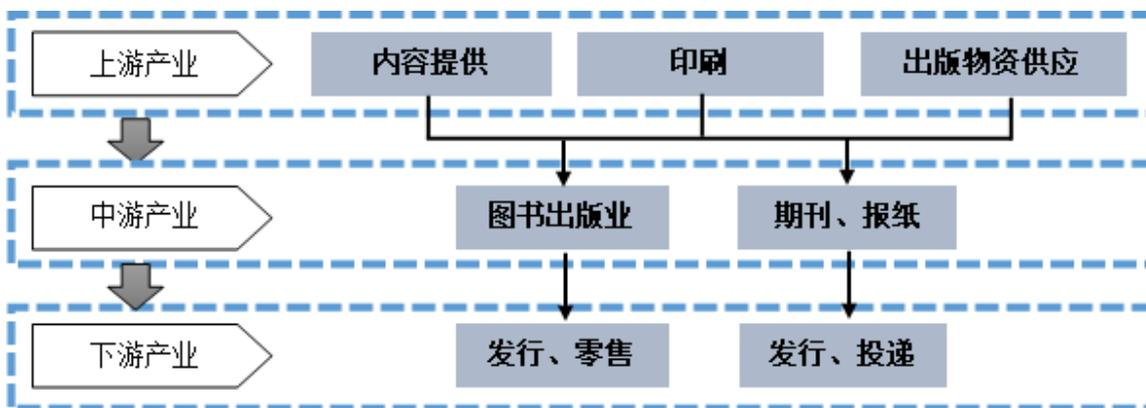 上游产业
内容提供
印刷
出版物资供应
中游产业
图书出版业
期刊、报纸
下游产业
发行、零售
发行、投递